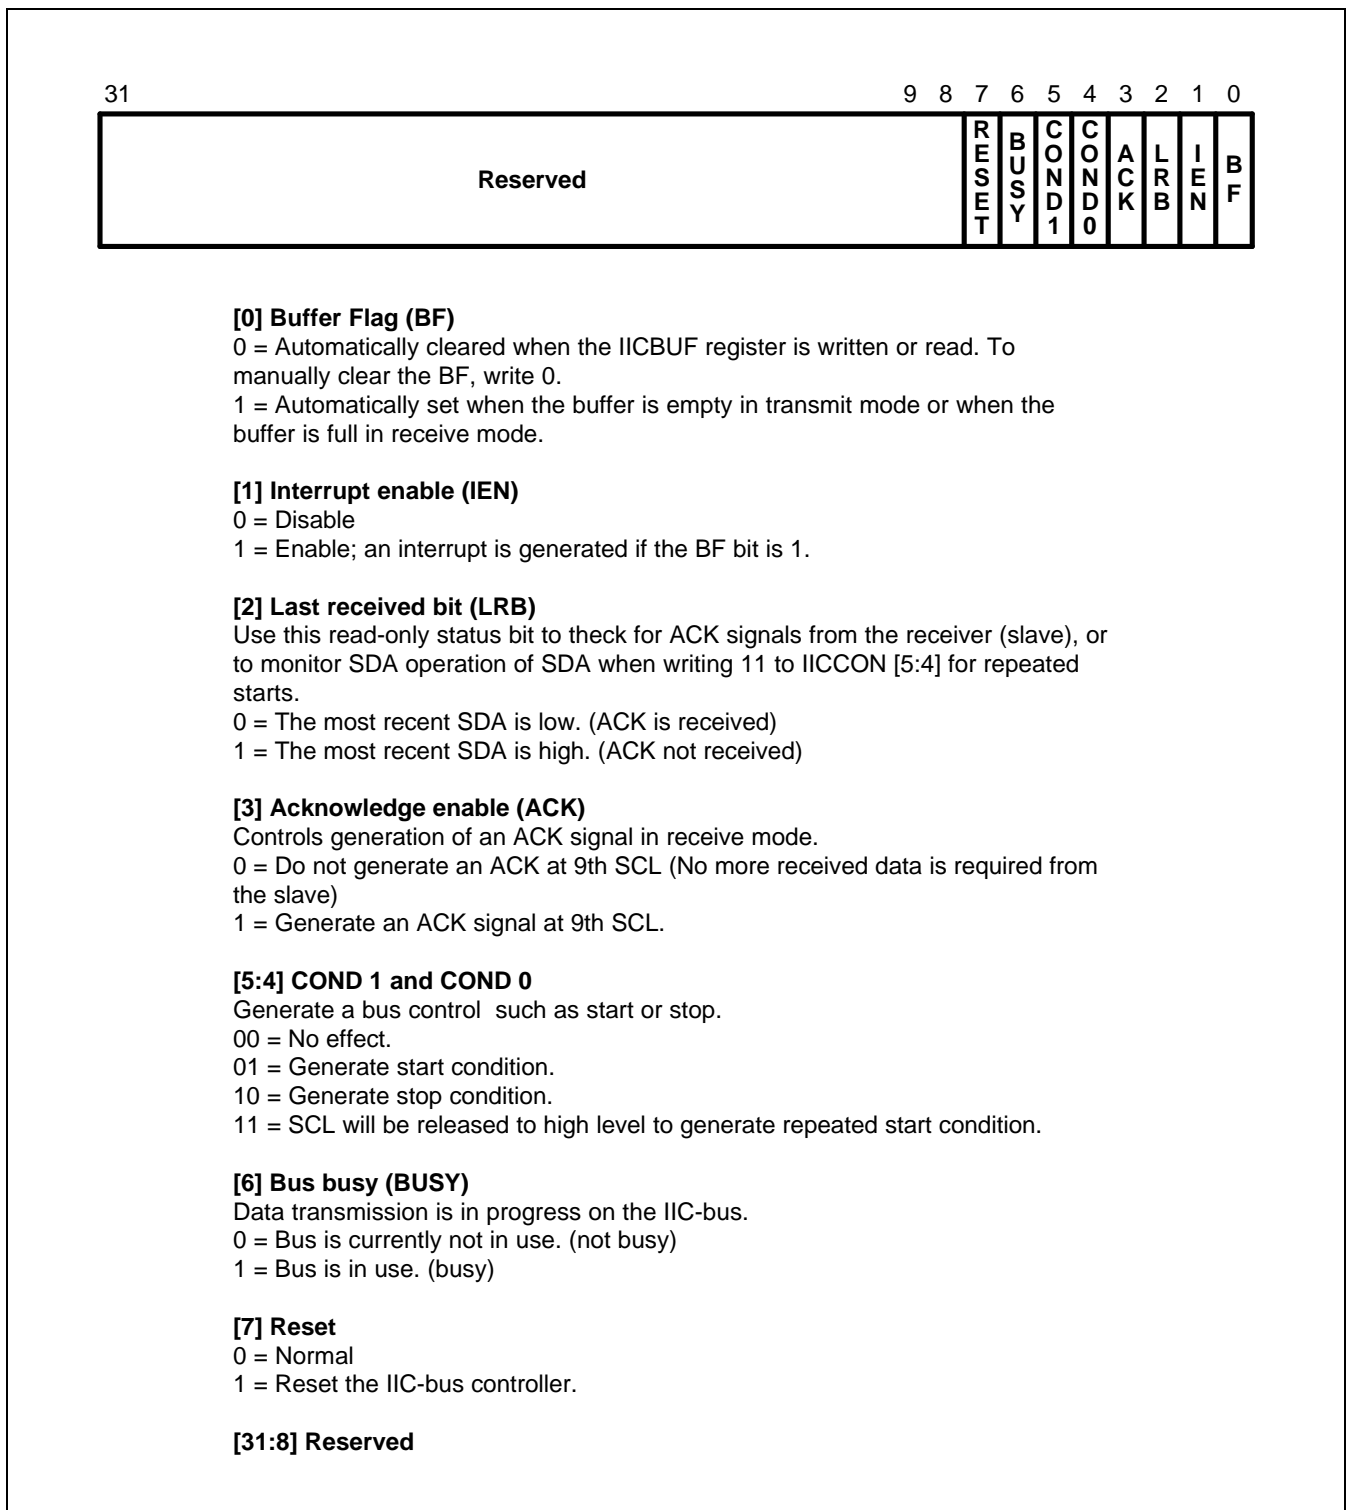 31 9 8 7 6 5 4 3 2 1 0
Reserved RESET BUSY COND1 COND0 ACK LRB IEN BF
[0] Buffer Flag (BF)
0 = Automatically cleared when the IICBUF register is written or read. To
manually clear the BF, write 0.
1 = Automatically set when the buffer is empty in transmit mode or when the
buffer is full in receive mode.
[1] Interrupt enable (IEN)
0 = Disable
1 = Enable; an interrupt is generated if the BF bit is 1.
[2] Last received bit (LRB)
Use this read-only status bit to theck for ACK signals from the receiver (slave), or
to monitor SDA operation of SDA when writing 11 to IICCON [5:4] for repeated
starts.
0 = The most recent SDA is low. (ACK is received)
1 = The most recent SDA is high. (ACK not received)
[3] Acknowledge enable (ACK)
Controls generation of an ACK signal in receive mode.
0 = Do not generate an ACK at 9th SCL (No more received data is required from
the slave)
1 = Generate an ACK signal at 9th SCL.
[5:4] COND 1 and COND 0
Generate a bus control such as start or stop.
00 = No effect.
01 = Generate start condition.
10 = Generate stop condition.
11 = SCL will be released to high level to generate repeated start condition.
[6] Bus busy (BUSY)
Data transmission is in progress on the IIC-bus.
0 = Bus is currently not in use. (not busy)
1 = Bus is in use. (busy)
[7] Reset
0 = Normal
1 = Reset the IIC-bus controller.
[31:8] Reserved